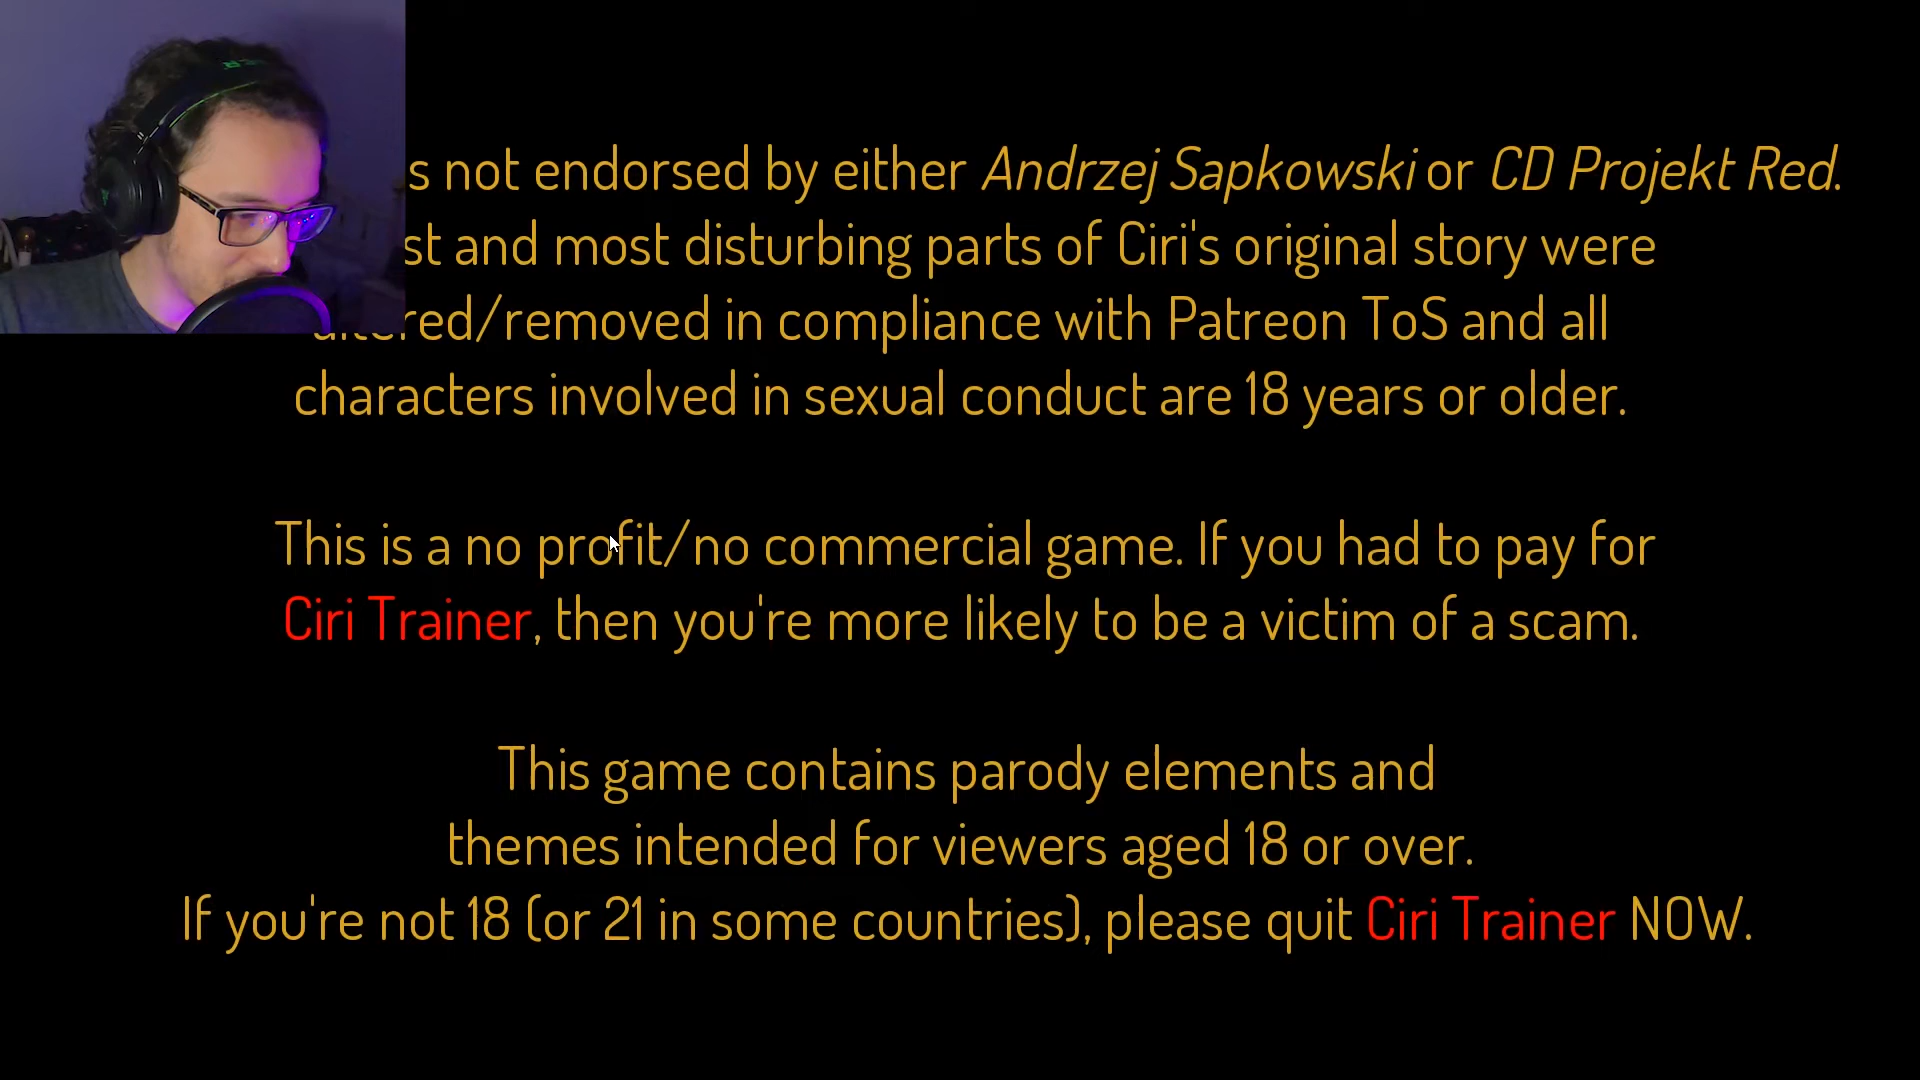 s not endorsed by either Andrzej Sapkowski or CD Projekt Red.
st and most disturbing parts of Ciri's original story were
altered/removed in compliance with Patreon ToS and all
characters involved in sexual conduct are 18 years or older.
This is a no profit/no commercial game. If you had to pay for
Ciri Trainer, then you're more likely to be a victim of a scam.
This game contains parody elements and
themes intended for viewers aged 18 or over.
If you're not 18 (or 21 in some countries), please quit Ciri Trainer NOW.